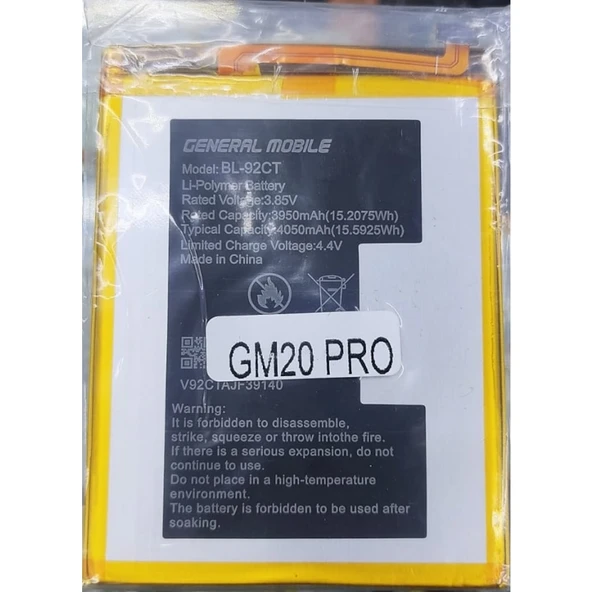 GENERAL MOBILE
Model: BL-92CT
Li-Polymer Battery
Rated Voltage:3.85V
Rated Capacity:3950mAh(15.2075Wh)
Typical Capacity:4050mAh(15.5925Wh)
Limited Charge Voltage:4.4V
Made in China
GM20 PRO
V92CTAJF39140
Warning:
It is forbidden to disassemble,
strike, squeeze or throw intothe fire.
If there is a serious expansion, do not
continue to use.
Do not place in a high-temperature
environment.
The battery is forbidden to be used after
soaking.